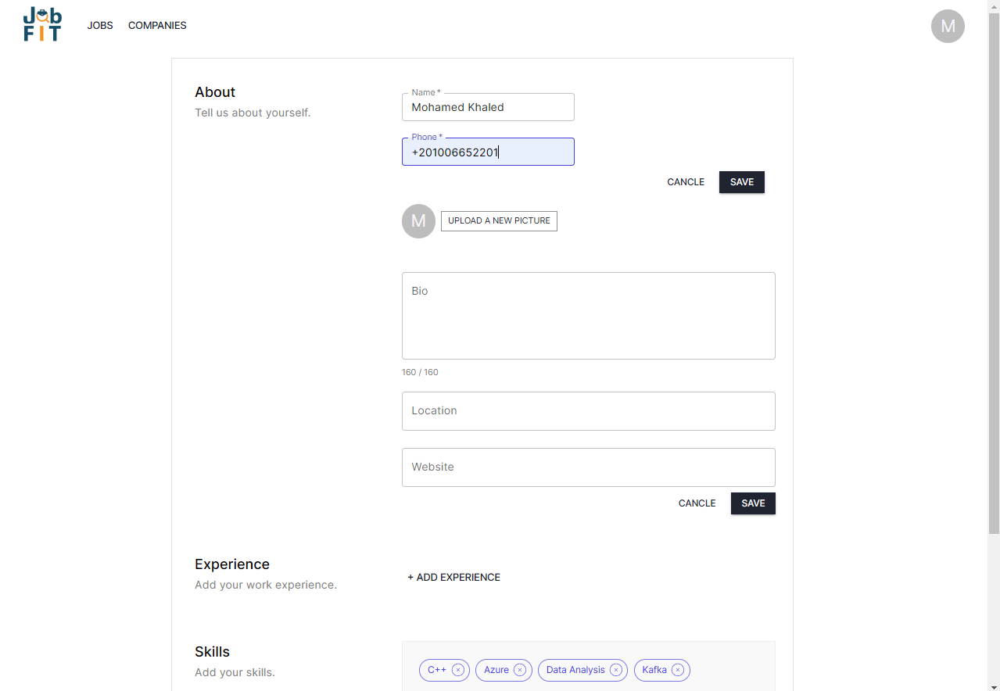 Job
FIT
JOBS COMPANIES
M
About
Tell us about yourself.
Name *
Mohamed Khaled
Phone *
+201006652201
CANCLE SAVE
M UPLOAD A NEW PICTURE
Bio
160 / 160
Location
Website
CANCLE SAVE
Experience
Add your work experience.
+ ADD EXPERIENCE
Skills
Add your skills.
C++ Azure Data Analysis Kafka